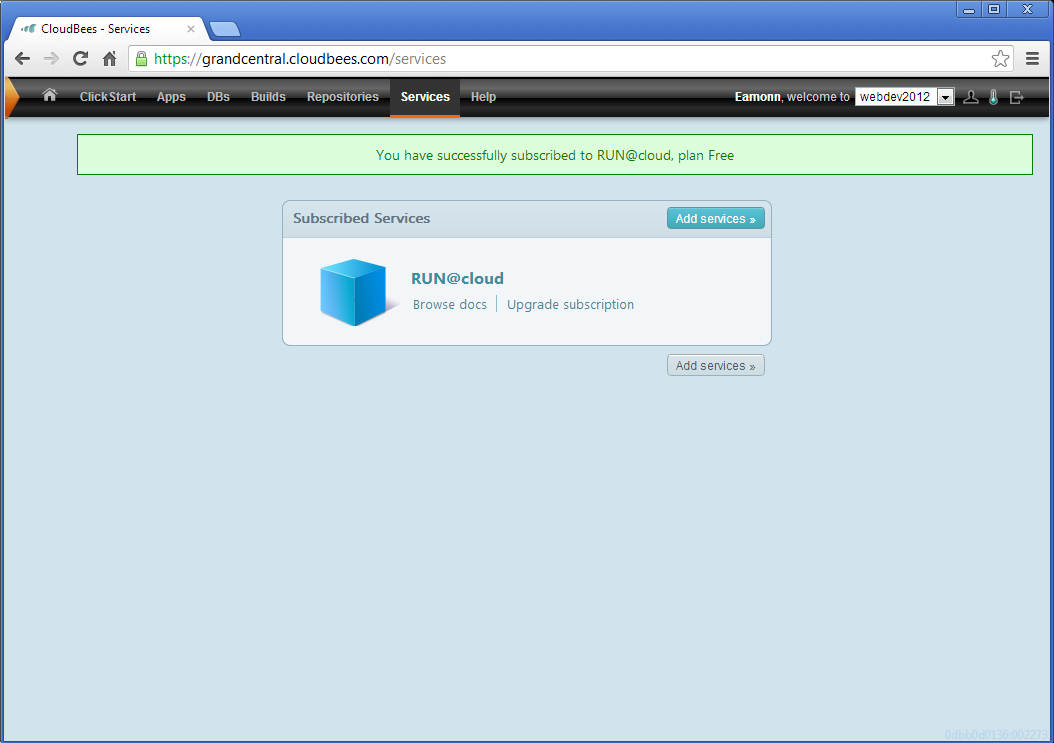 CloudBees - Services
https://grandcentral.cloudbees.com/services
ClickStart Apps DBs Builds Repositories Services Help Eamonn, welcome to webdev2012
You have successfully subscribed to RUN@cloud, plan Free
Subscribed Services Add services »
RUN@cloud
Browse docs Upgrade subscription
Add services »
0dbb0d0136:002273